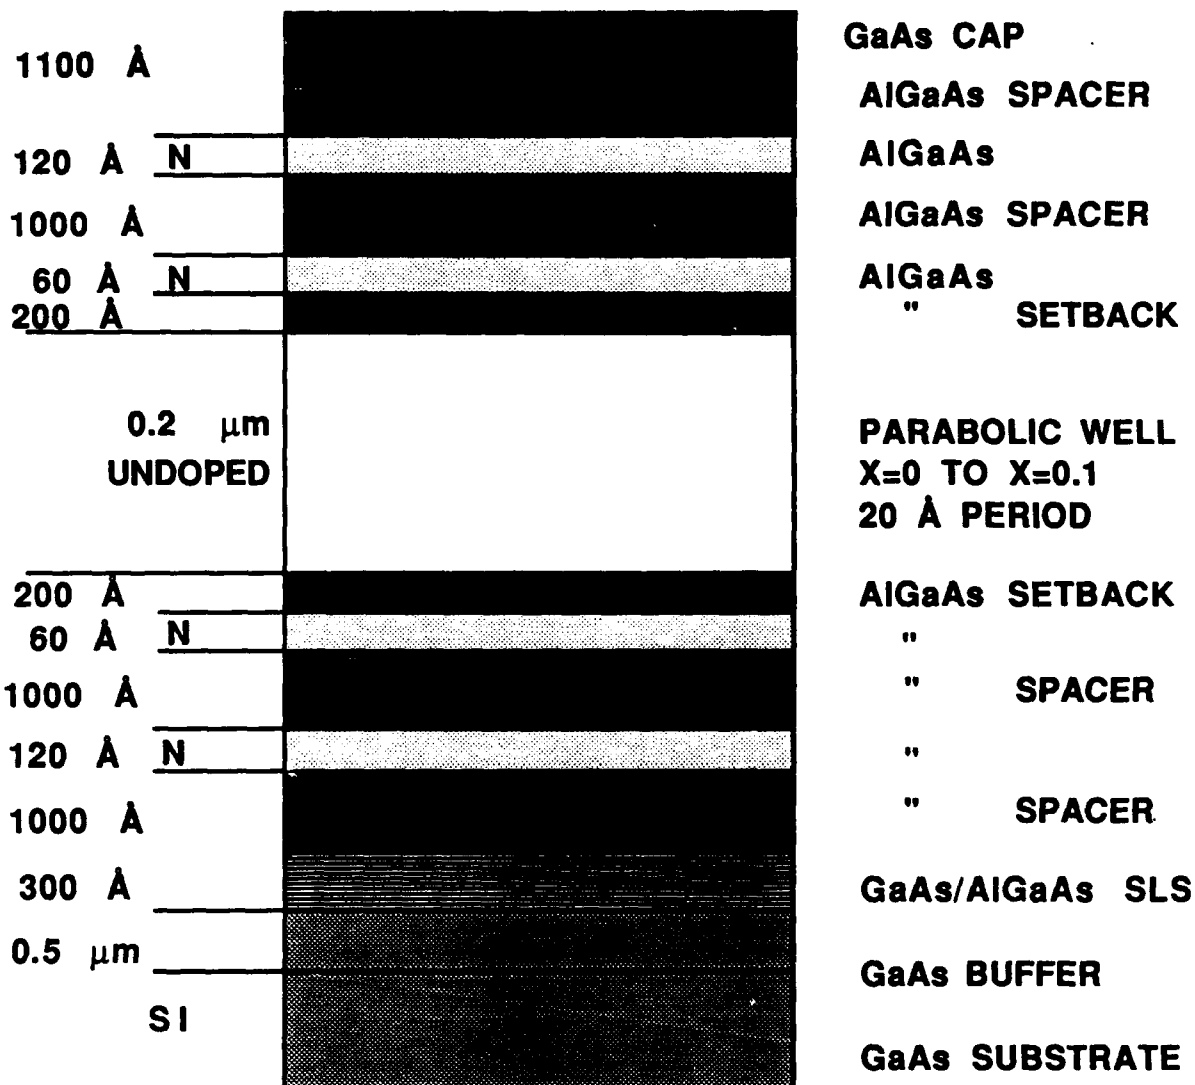 GaAs CAP
1100 Å
AlGaAs SPACER
120 Å N AlGaAs
1000 Å AlGaAs SPACER
60 Å N AlGaAs
200 Å " SETBACK
0.2 μm
UNDOPED
PARABOLIC WELL
X=0 TO X=0.1
20 Å PERIOD
200 Å AlGaAs SETBACK
60 Å N "
1000 Å " SPACER
120 Å N "
1000 Å " SPACER
300 Å GaAs/AlGaAs SLS
0.5 μm
GaAs BUFFER
SI
GaAs SUBSTRATE